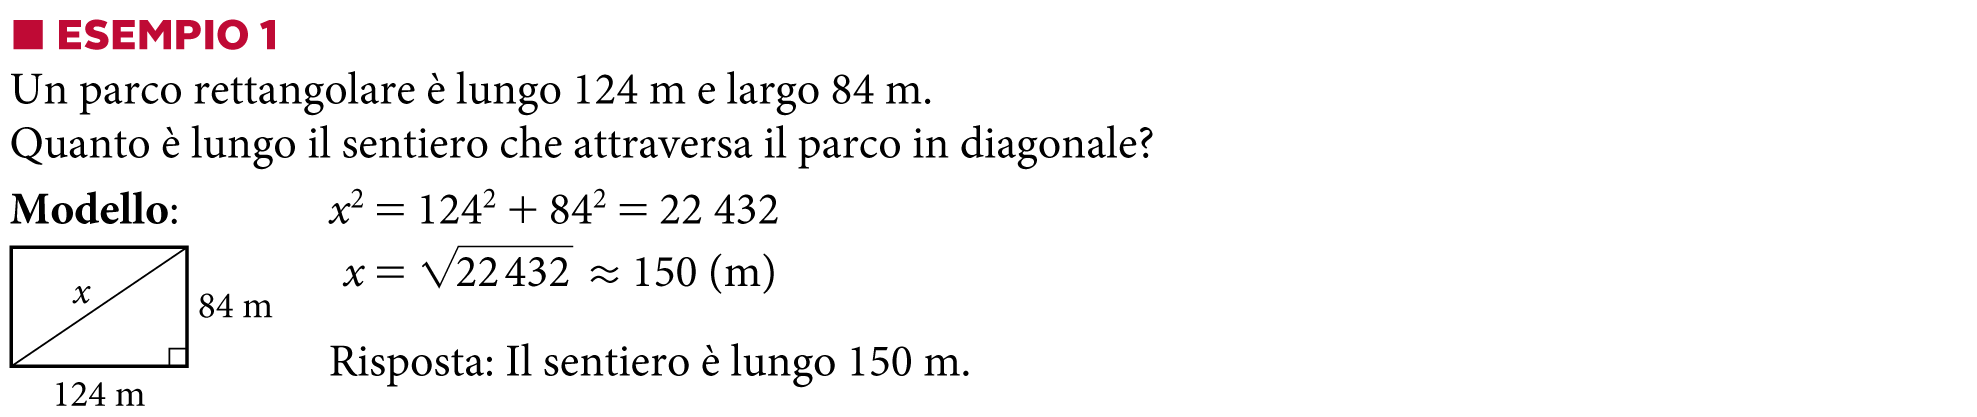 ■ ESEMPIO 1
Un parco rettangolare è lungo 124 m e largo 84 m.
Quanto è lungo il sentiero che attraversa il parco in diagonale?
Modello: x² = 124² + 84² = 22 432
x = √22 432 ≈ 150 (m)
x
84 m
Risposta: Il sentiero è lungo 150 m.
124 m